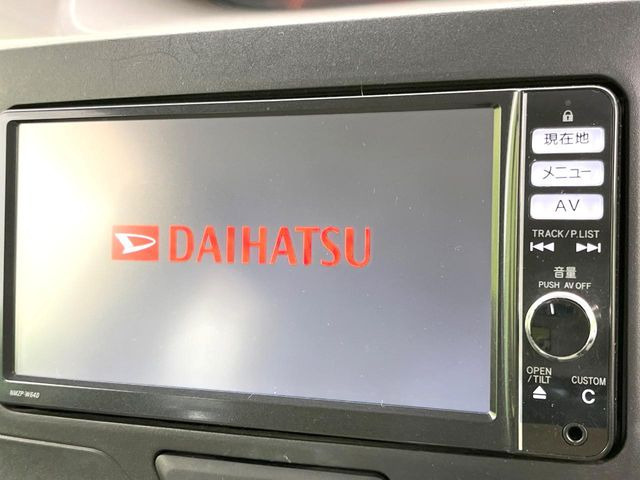 DAIHATSU
NMZP-W64D
現在地
メニュー
AV
TRACK/P.LIST
音量
PUSH AV OFF
OPEN
/TILT
CUSTOM
C